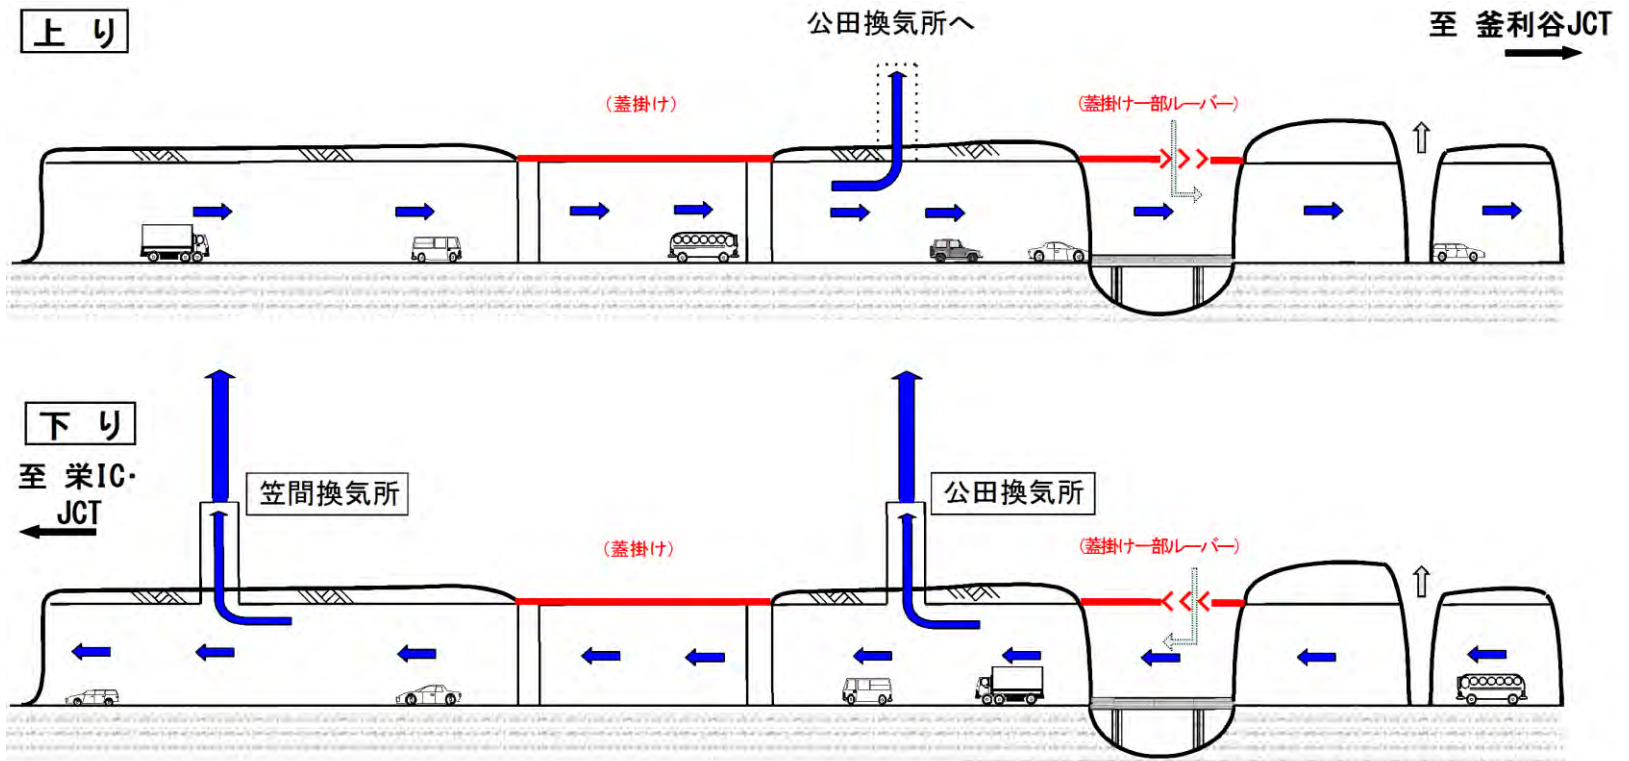 上り
公田換気所へ
至 釜利谷JCT
(蓋掛け)
(蓋掛け一部ルーバー)
下り
至 栄IC・
JCT
笠間換気所
公田換気所
(蓋掛け)
(蓋掛け一部ルーバー)